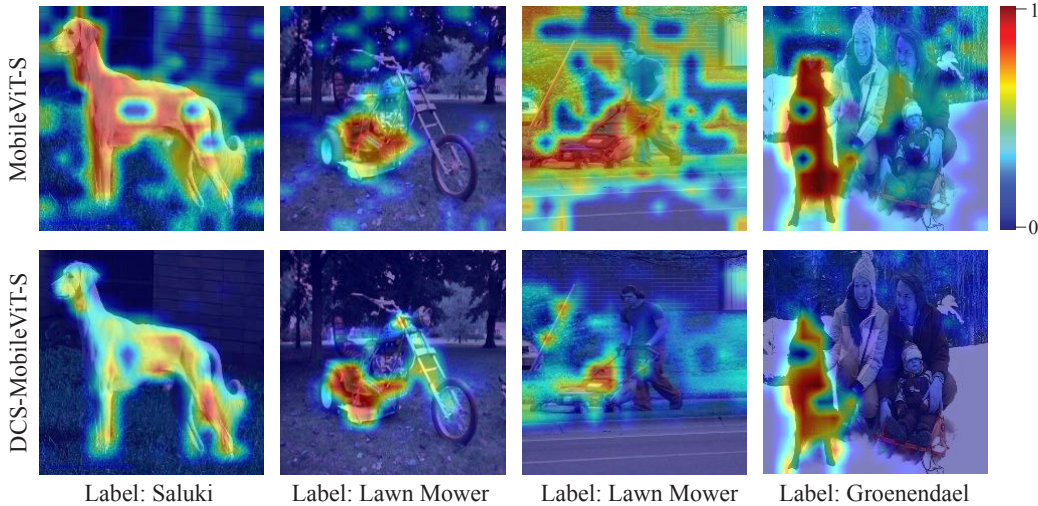 MobileViT-S
1
0
DCS-MobileViT-S
Label: Saluki
Label: Lawn Mower
Label: Lawn Mower
Label: Groenendael